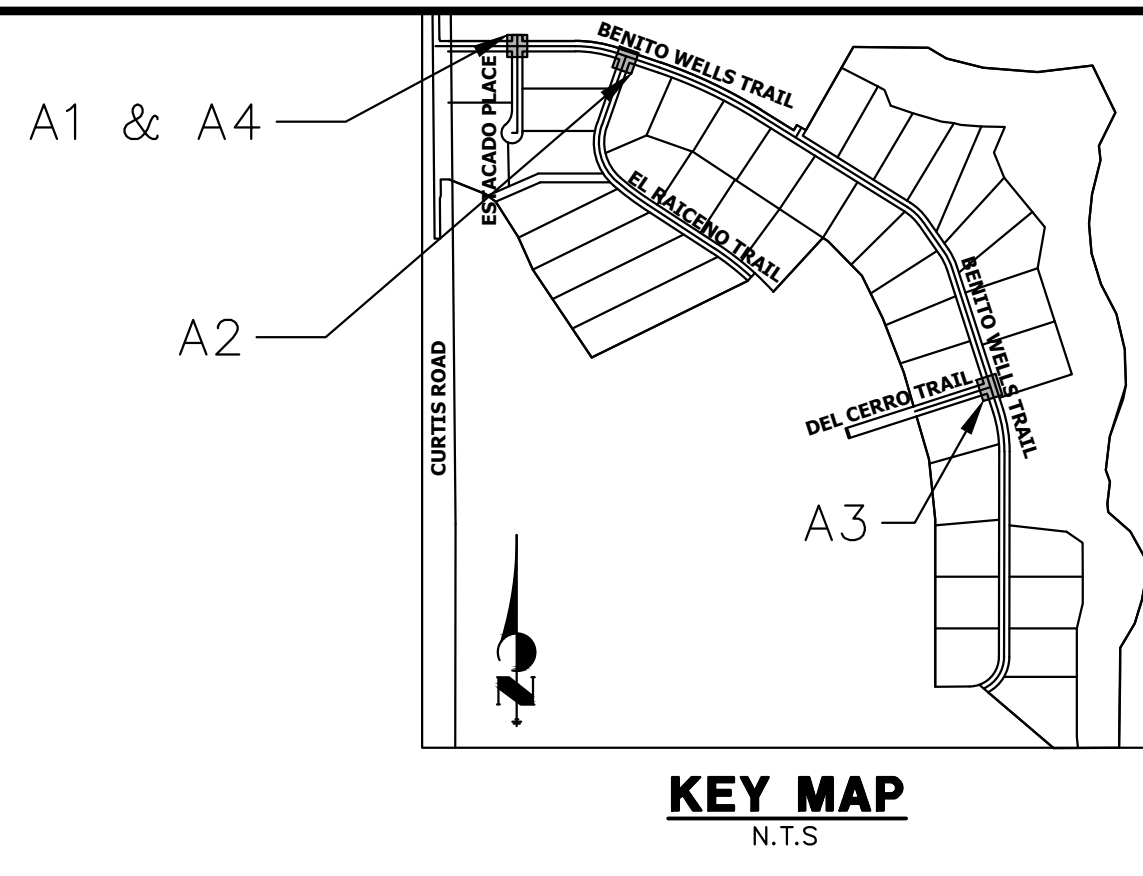 BENITO WELLS TRAIL
A1 & A4
ESTACADO PLACE
EL RAICENO TRAIL
A2
CURTIS ROAD
BENITO WELLS TRAIL
DEL CERRO TRAIL
A3
N
KEY MAP
N.T.S